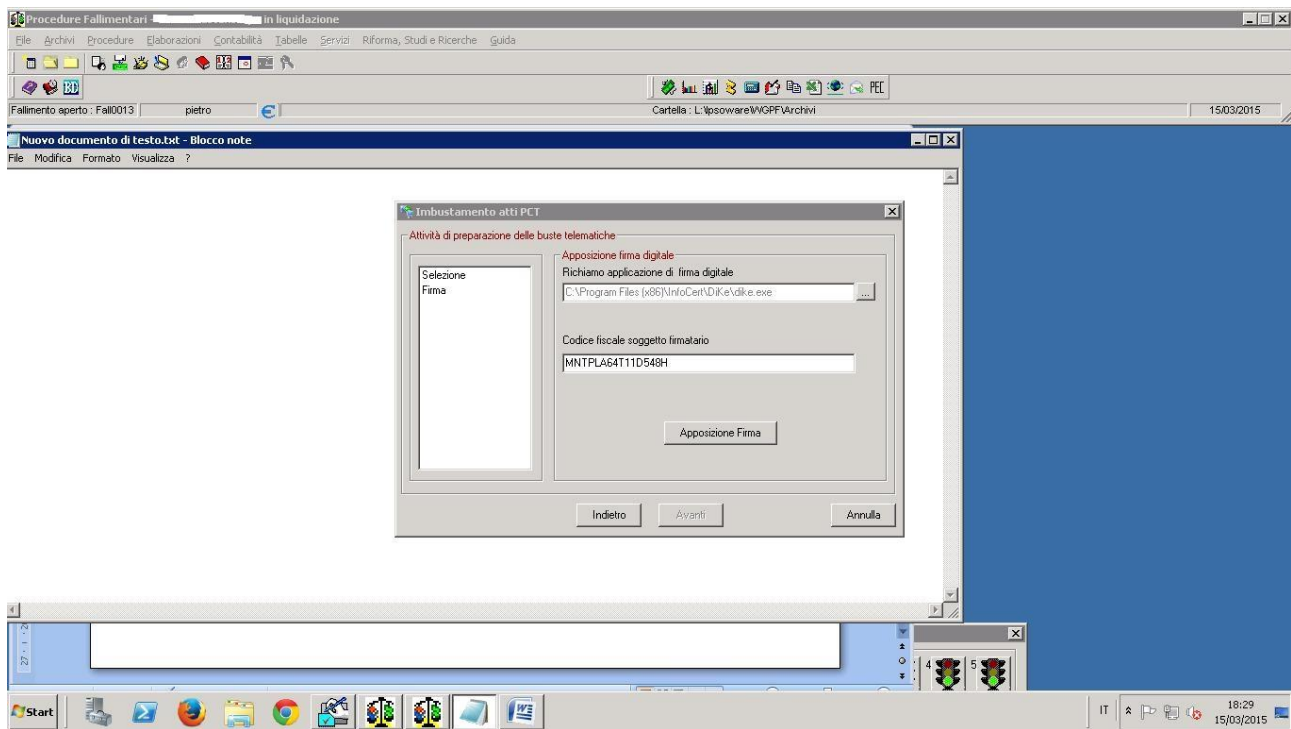 Procedure Fallimentari - in liquidazione
File Archivi Procedure Elaborazioni Contabilità Tabelle Servizi Riforma, Studi e Ricerche Guida
BD PEC
Fallimento aperto : Fall0013 pietro Cartella : L:\Ipsoware\WGPF\Archivi 15/03/2015
Nuovo documento di testo.txt - Blocco note
File Modifica Formato Visualizza ?
Imbustamento atti PCT
Attività di preparazione delle buste telematiche
Apposizione firma digitale
Selezione
Firma
Richiamo applicazione di firma digitale
C:\Program Files (x86)\InfoCert\DiKe\dike.exe ...
Codice fiscale soggetto firmatario
MNTPLA64T11D548H
Apposizione Firma
Indietro Avanti Annulla
4 5
Start IT 18:29
15/03/2015